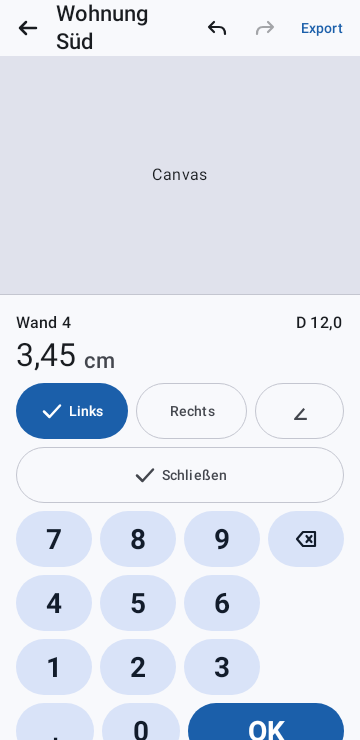 Wohnung
Süd
Export
Canvas
Wand 4
D 12,0
3,45 cm
Links
Rechts
Schließen
7 8 9
4 5 6
1 2 3
, 0 OK